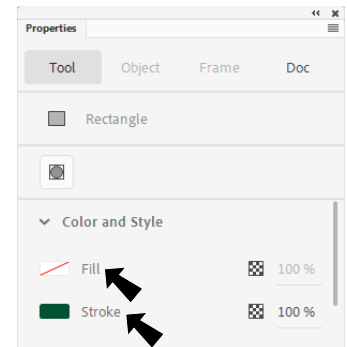 Properties
Tool Object Frame Doc
Rectangle
Color and Style
Fill 100 %
Stroke 100 %